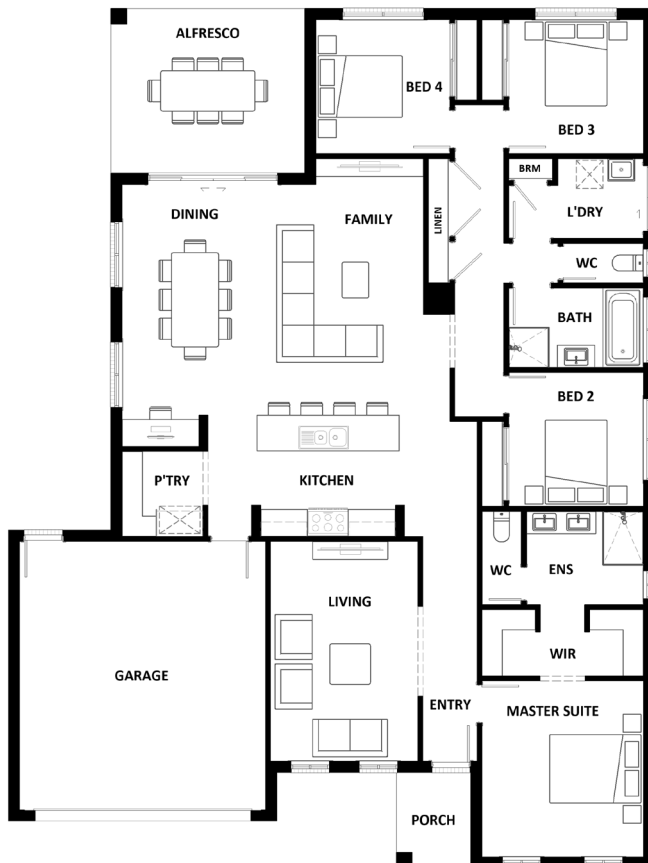 ALFRESCO
BED 4
BED 3
BRM
DINING
FAMILY
LINEN
L'DRY
WC
BATH
BED 2
P'TRY
KITCHEN
WC
ENS
LIVING
WIR
GARAGE
ENTRY
MASTER SUITE
PORCH